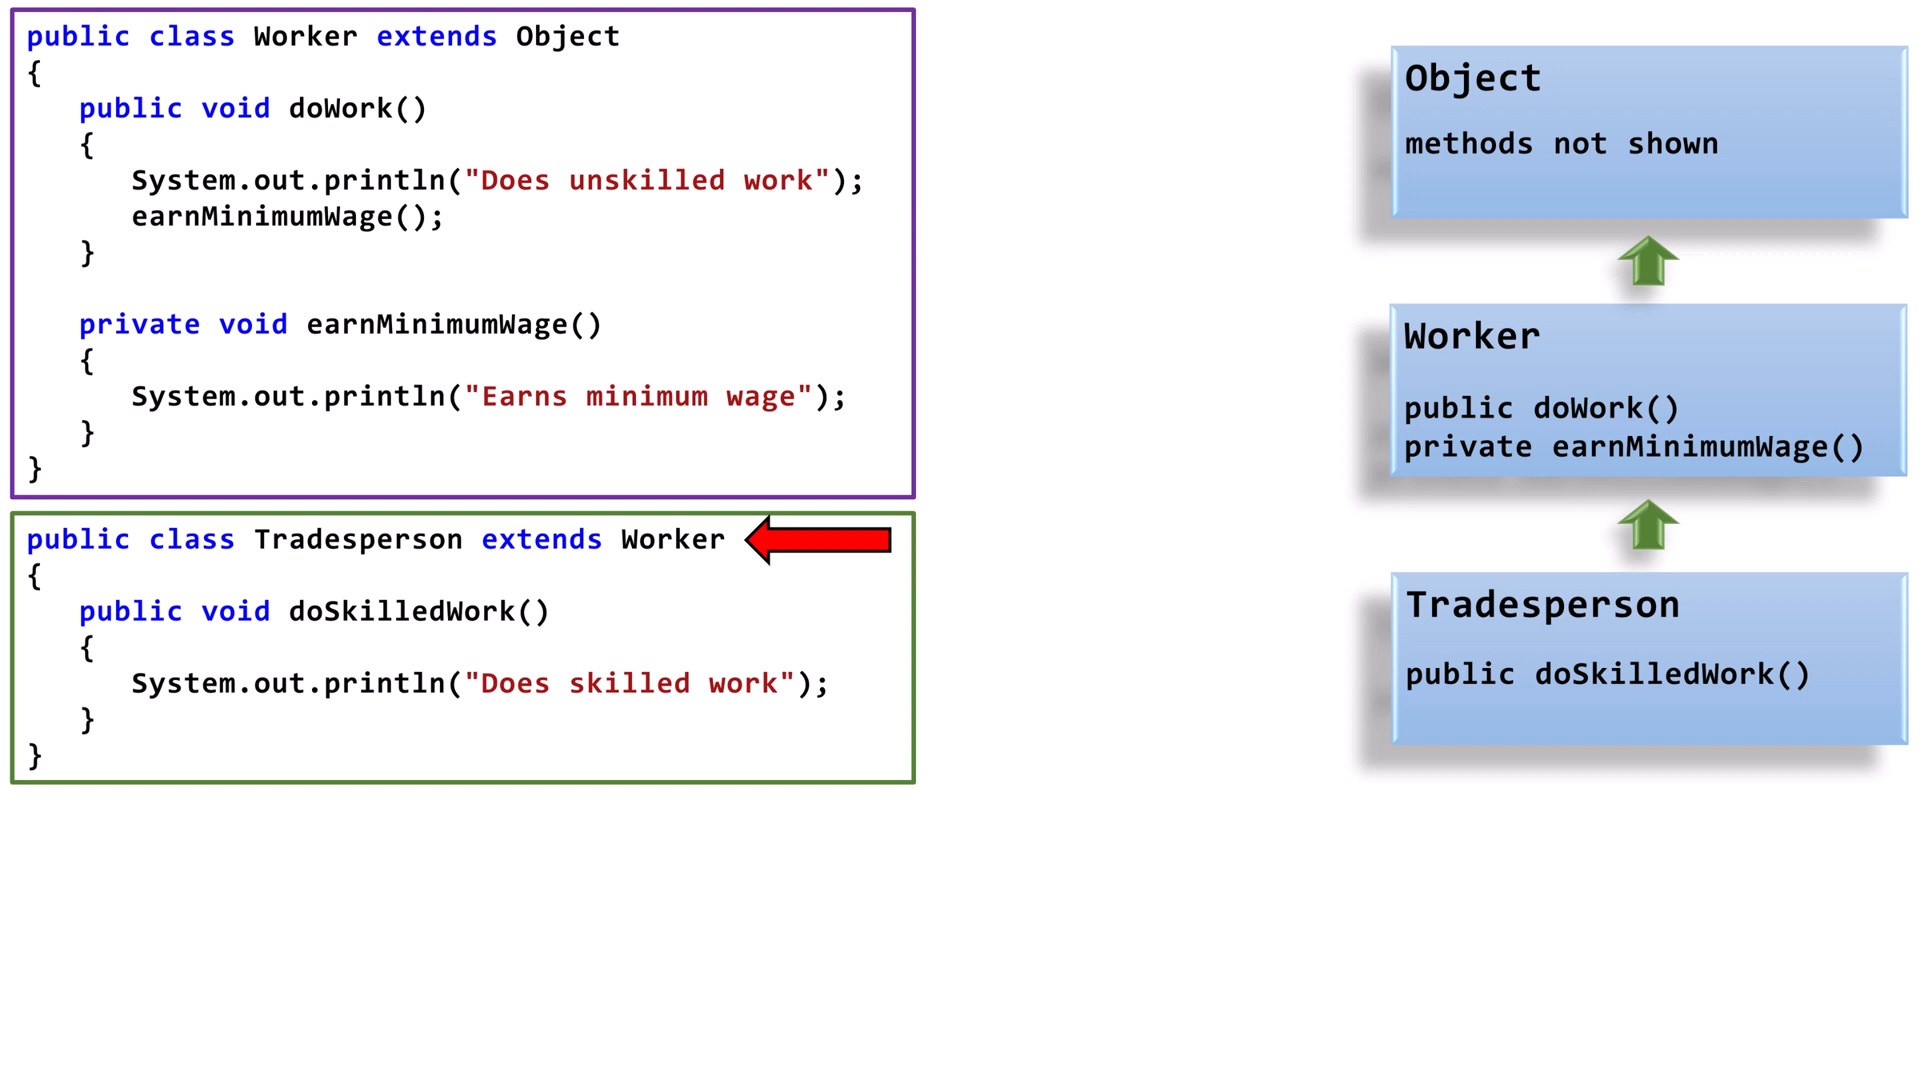 public class Worker extends Object
{
public void doWork()
{
System.out.println("Does unskilled work");
earnMinimumWage();
}
private void earnMinimumWage()
{
System.out.println("Earns minimum wage");
}
}
public class Tradesperson extends Worker
{
public void doSkilledWork()
{
System.out.println("Does skilled work");
}
}
Object
methods not shown
Worker
public doWork()
private earnMinimumWage()
Tradesperson
public doSkilledWork()